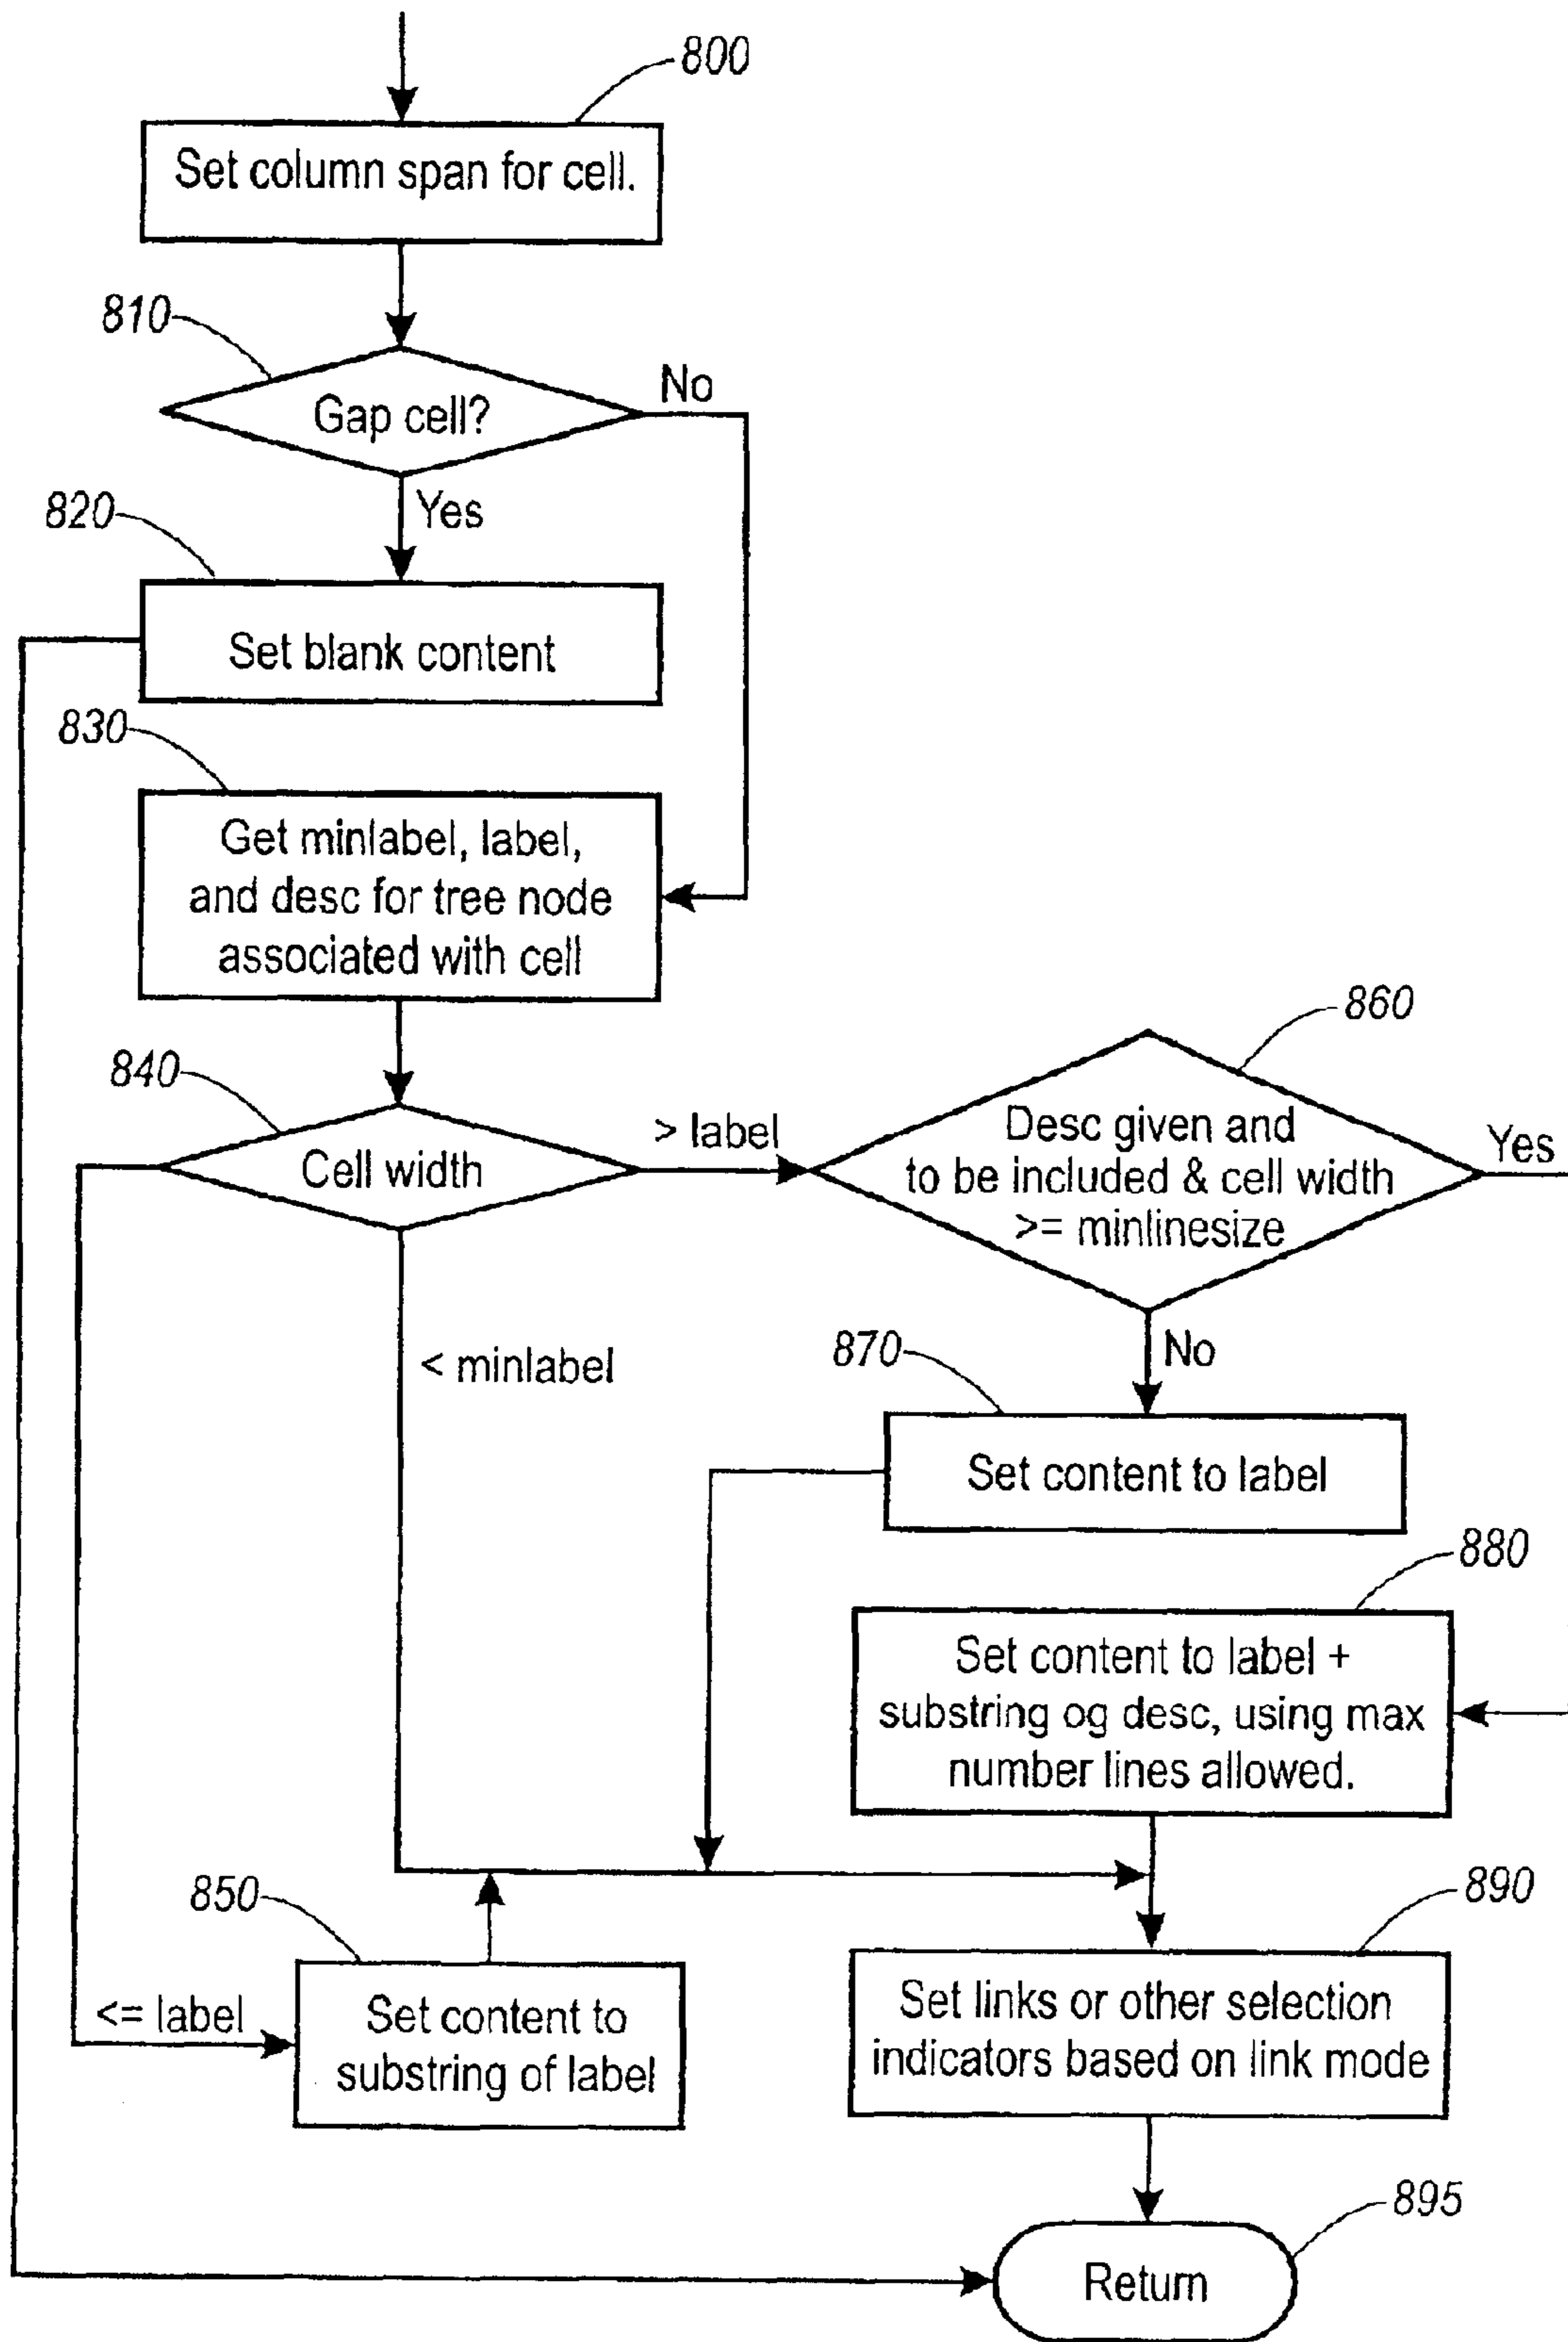 800
Set column span for cell.
810
Gap cell?
No
Yes
820
Set blank content
830
Get minlabel, label,
and desc for tree node
associated with cell
840
Cell width
> label
860
Desc given and
to be included & cell width
>= minlinesize
Yes
< minlabel
No
870
Set content to label
880
Set content to label +
substring og desc, using max
number lines allowed.
850
<= label
Set content to
substring of label
890
Set links or other selection
indicators based on link mode
895
Return